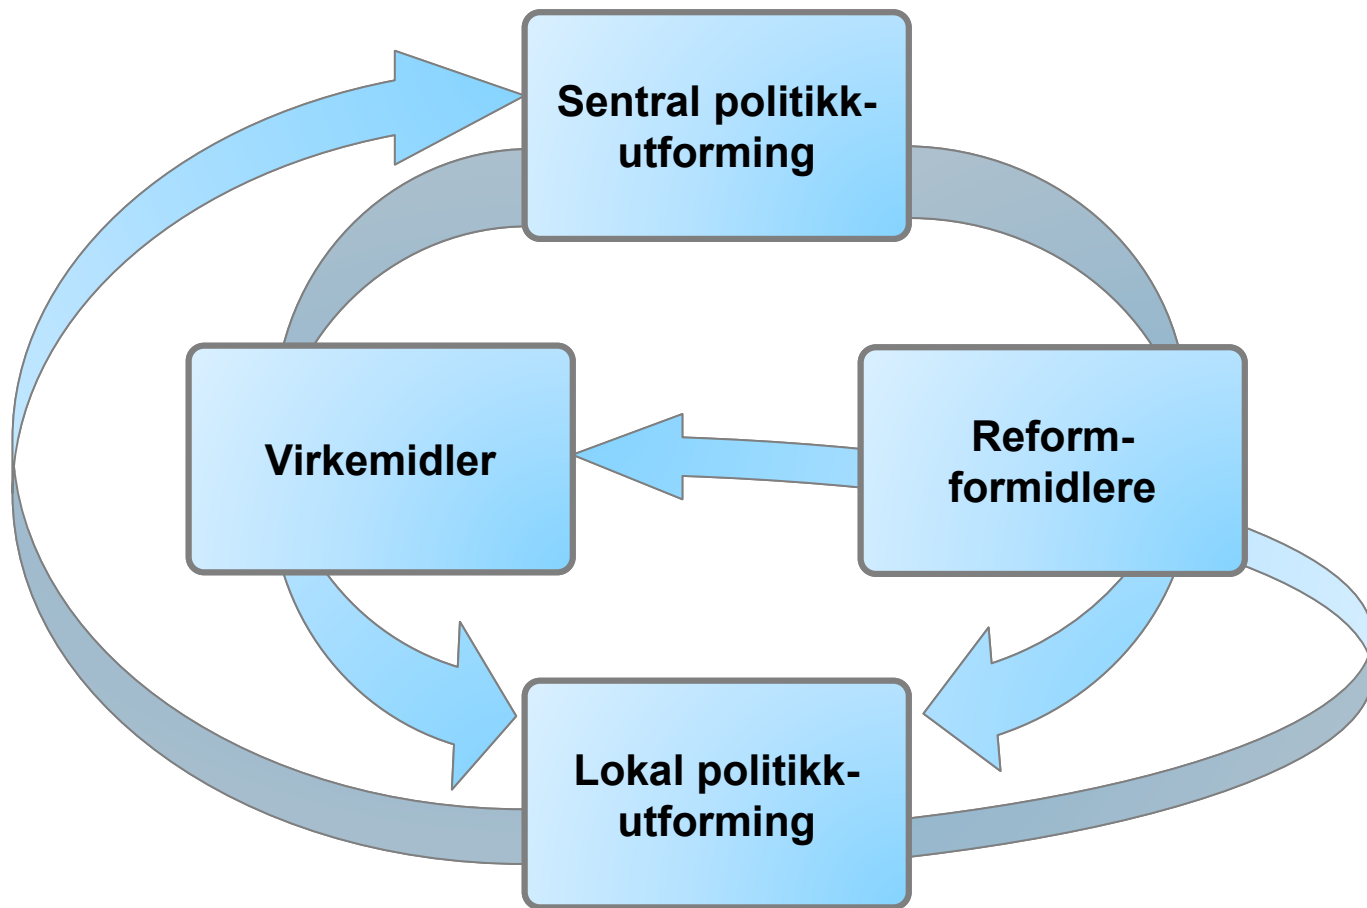 Sentral politikk-
utforming
Virkemidler
Reform-
formidlere
Lokal politikk-
utforming